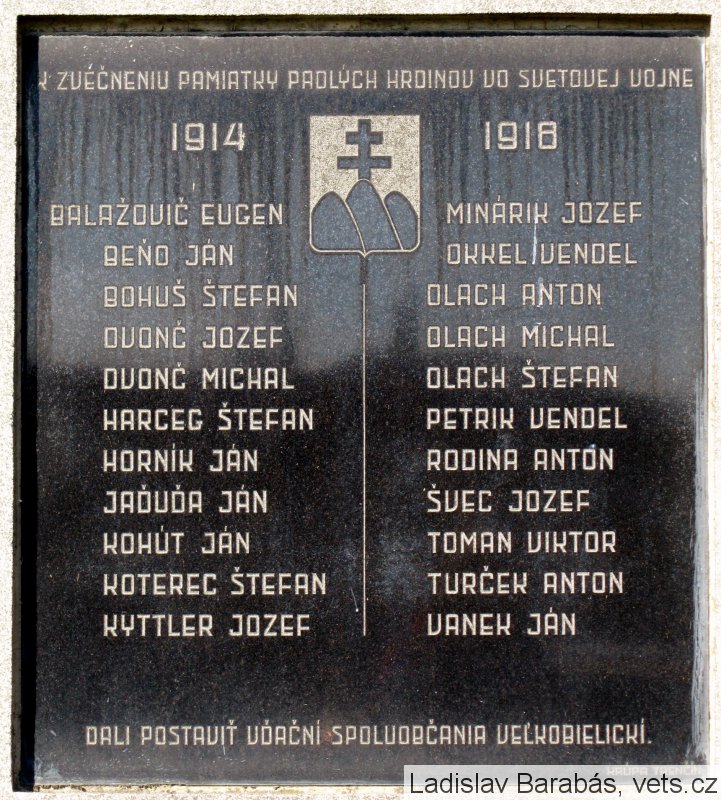 K ZVEČNENIU PAMIATKY PADLÝCH HRDINOV VO SVETOVEJ VOJNE
1914 1918
BALAŽOVIČ EUGEN
BEŇO JÁN
BOHUŠ ŠTEFAN
DVONČ JOZEF
DVONČ MICHAL
HARCEG ŠTEFAN
HORNÍK JÁN
JAĎUĎA JÁN
KOHÚT JÁN
KOTEREC ŠTEFAN
KYTTLER JOZEF
MINÁRIK JOZEF
OKKEL VENDEL
OLACH ANTON
OLACH MICHAL
OLACH ŠTEFAN
PETRIK VENDEL
RODINA ANTON
ŠVEC JOZEF
TOMAN VIKTOR
TURČEK ANTON
VANEK JÁN
DALI POSTAVIŤ VĎAČNÍ SPOLUOBČANIA VEĽKOBIELICKÍ.
KRUPA TRENČÍN
Ladislav Barabás, vets.cz